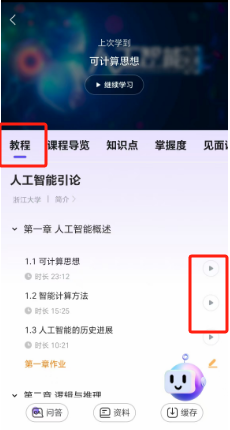 上次学到
可计算思想
继续学习
教程 课程导览 知识点 掌握度 见面
人工智能引论
浙江大学 | 简介 >
第一章 人工智能概述
1.1 可计算思想
时长 23:12
1.2 智能计算方法
时长 15:25
1.3 人工智能的历史进展
时长 10:21
第一章作业
第二章 逻辑与推理
问答 资料 缓存